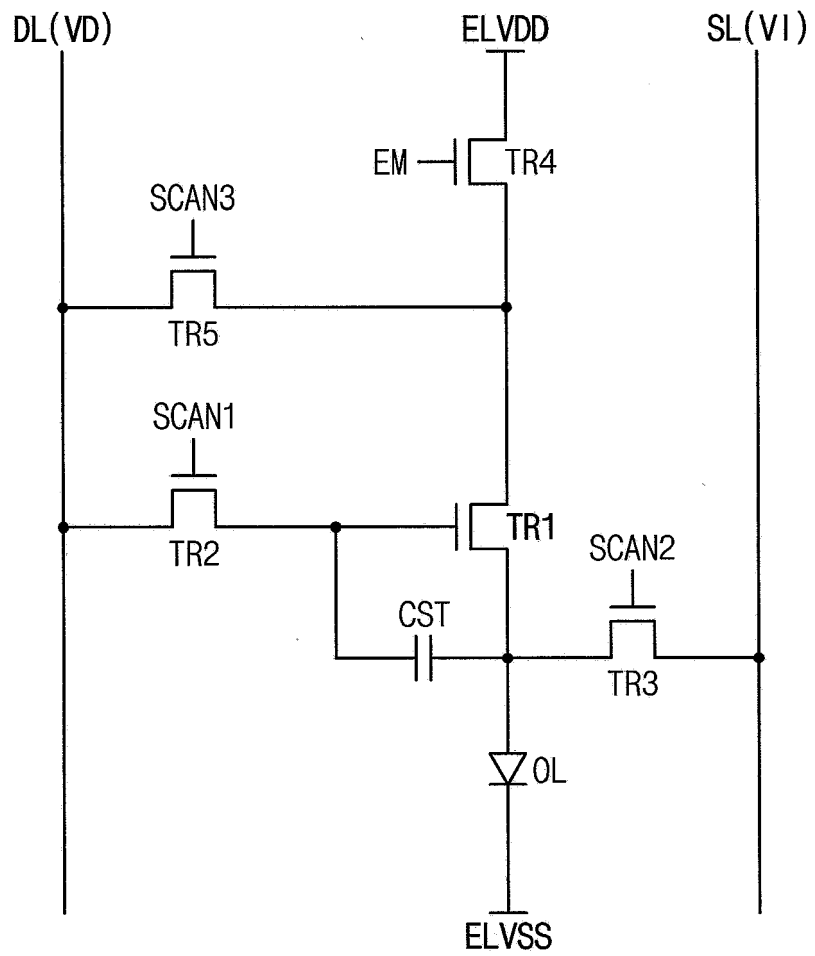 DL(VD)
ELVDD
SL(VI)
EM
TR4
SCAN3
TR5
SCAN1
TR1
TR2
SCAN2
CST
TR3
OL
ELVSS